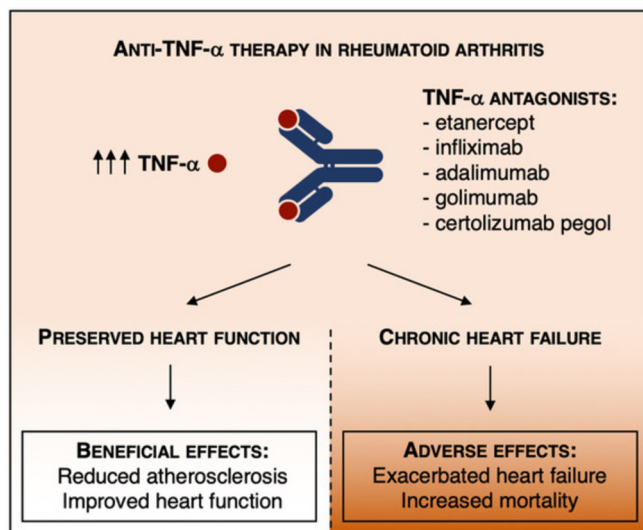 ANTI-TNF-α THERAPY IN RHEUMATOID ARTHRITIS
↑↑↑ TNF-α
TNF-α ANTAGONISTS:
- etanercept
- infliximab
- adalimumab
- golimumab
- certolizumab pegol
PRESERVED HEART FUNCTION
CHRONIC HEART FAILURE
BENEFICIAL EFFECTS:
Reduced atherosclerosis
Improved heart function
ADVERSE EFFECTS:
Exacerbated heart failure
Increased mortality